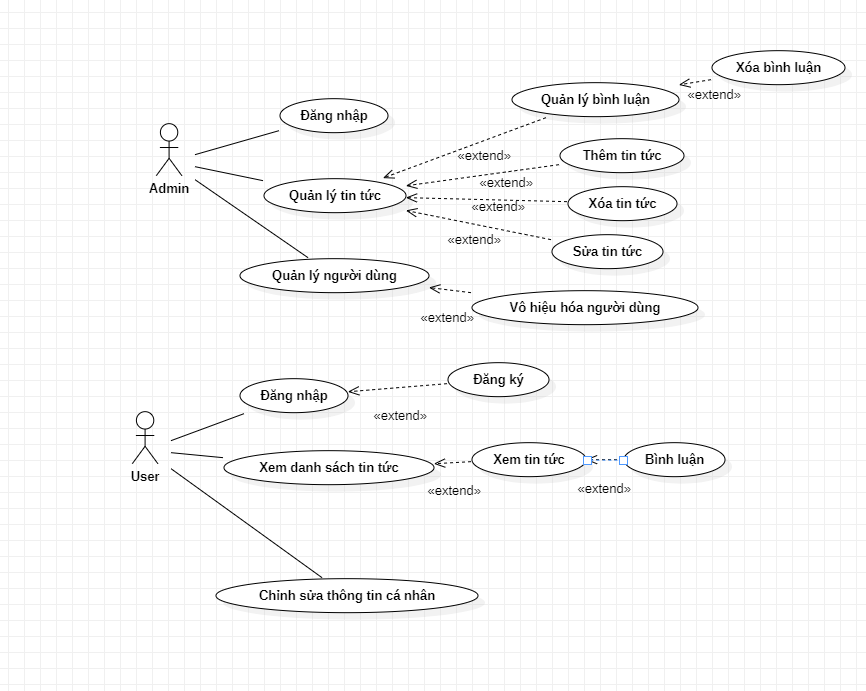 Xóa bình luận
«extend»
Quản lý bình luận
Đăng nhập
«extend»
Thêm tin tức
Admin
«extend»
Quản lý tin tức
Xóa tin tức
«extend»
«extend»
Sửa tin tức
Quản lý người dùng
Vô hiệu hóa người dùng
«extend»
Đăng nhập
Đăng ký
«extend»
User
Xem danh sách tin tức
Xem tin tức
Bình luận
«extend»
«extend»
Chỉnh sửa thông tin cá nhân